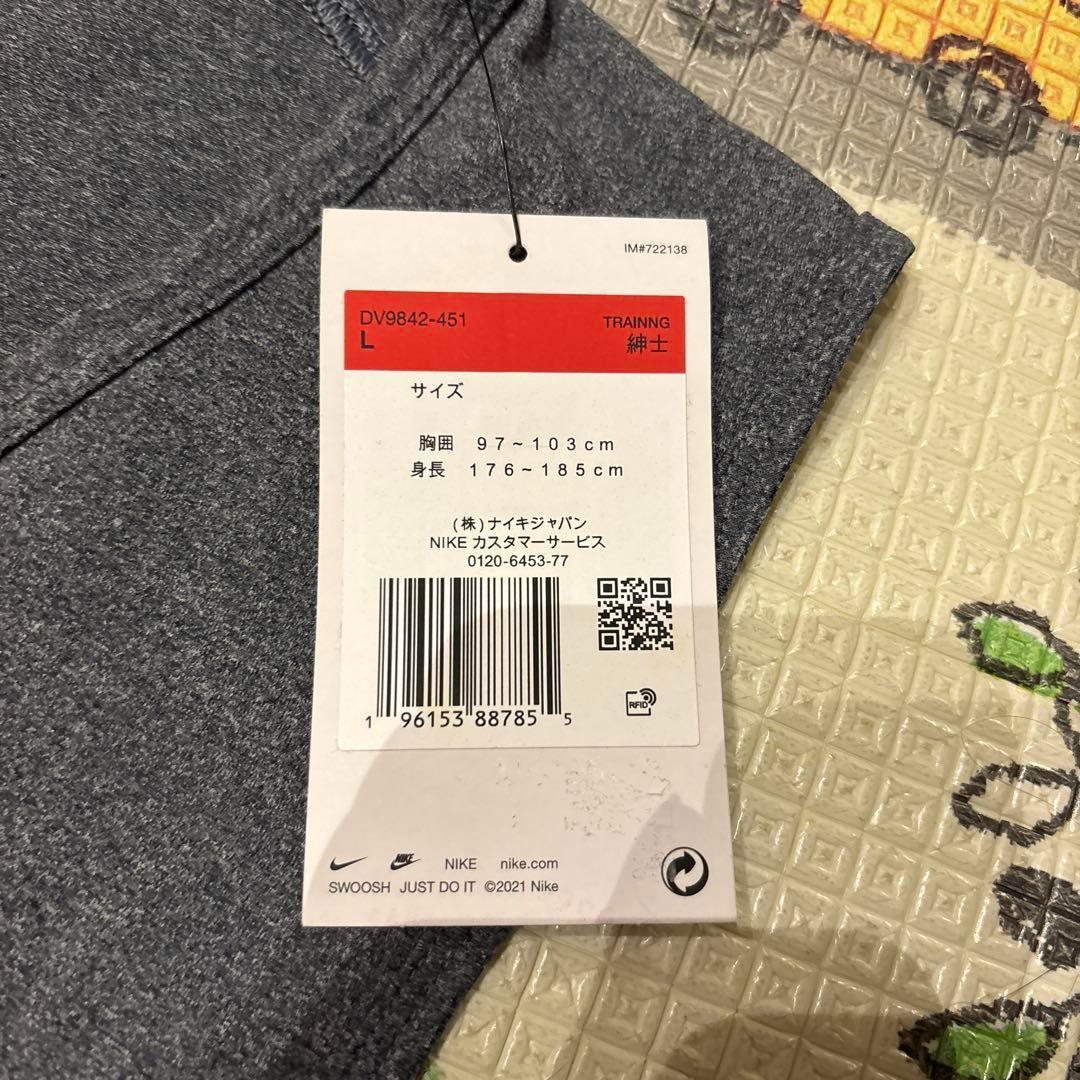 IM#722138
DV9842-451
L
TRAINNG
紳士
サイズ
胸囲 97~103cm
身長 176~185cm
(株)ナイキジャパン
NIKE カスタマーサービス
0120-6453-77
1 96153 88785 5
RFID
NIKE NIKE nike.com
SWOOSH JUST DO IT ©2021 Nike